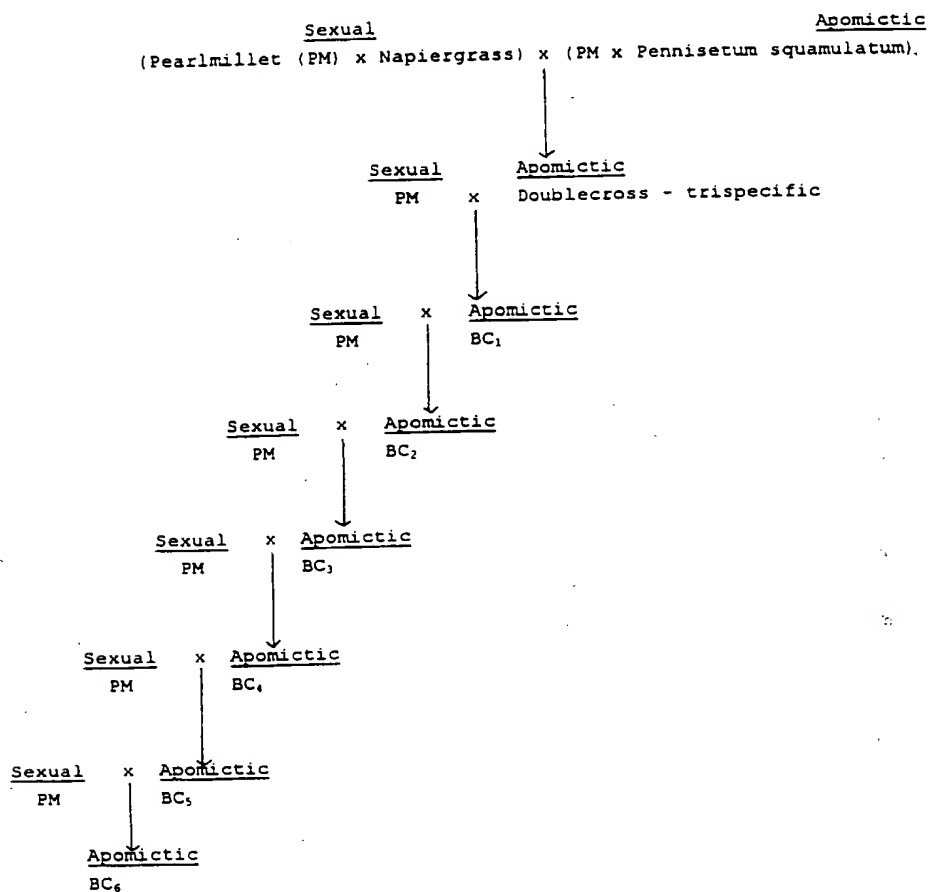 Sexual Apomictic
(Pearlmillet (PM) x Napiergrass) x (PM x Pennisetum squamulatum).
Sexual Apomictic
PM x Doublecross - trispecific
Sexual x Apomictic
PM BC₁
Sexual x Apomictic
PM BC₂
Sexual x Apomictic
PM BC₃
Sexual x Apomictic
PM BC₄
Sexual x Apomictic
PM BC₅
Apomictic
BC₆